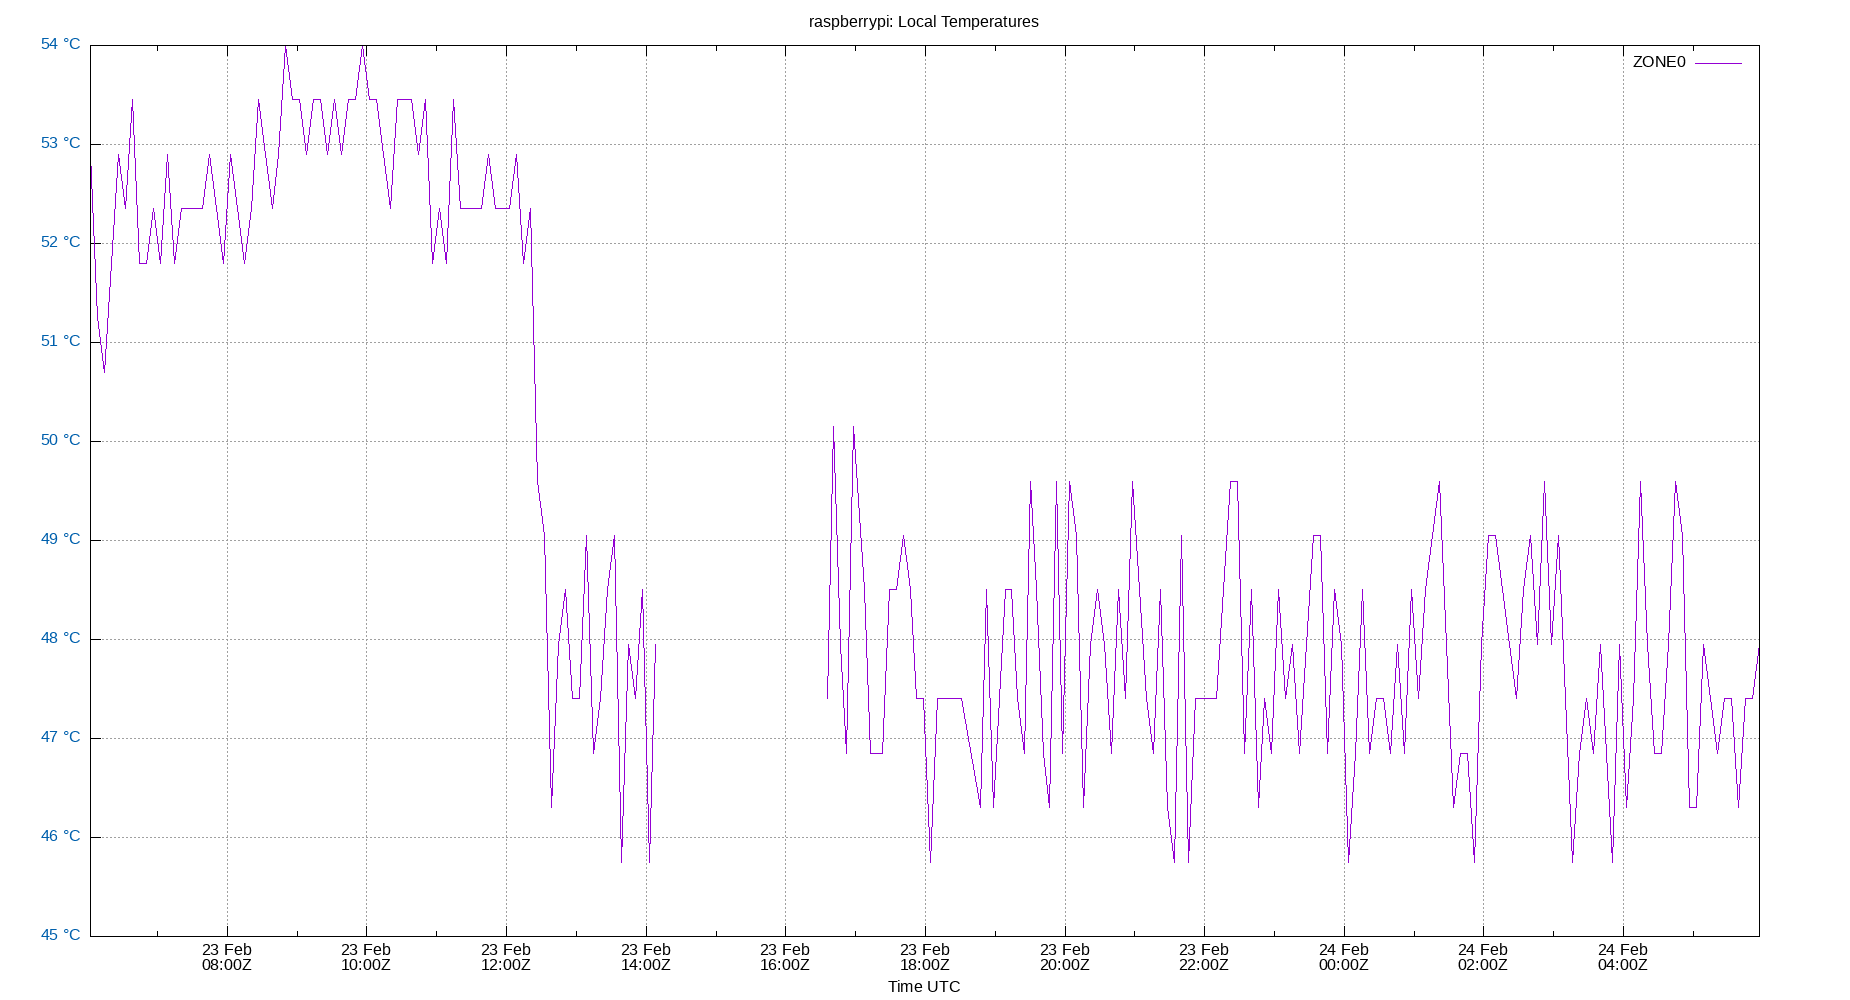 raspberrypi: Local Temperatures
ZONE0
54 °C
53 °C
52 °C
51 °C
50 °C
49 °C
48 °C
47 °C
46 °C
45 °C
23 Feb 23 Feb 23 Feb 23 Feb 23 Feb 23 Feb 23 Feb 23 Feb 24 Feb 24 Feb 24 Feb
08:00Z 10:00Z 12:00Z 14:00Z 16:00Z 18:00Z 20:00Z 22:00Z 00:00Z 02:00Z 04:00Z
Time UTC